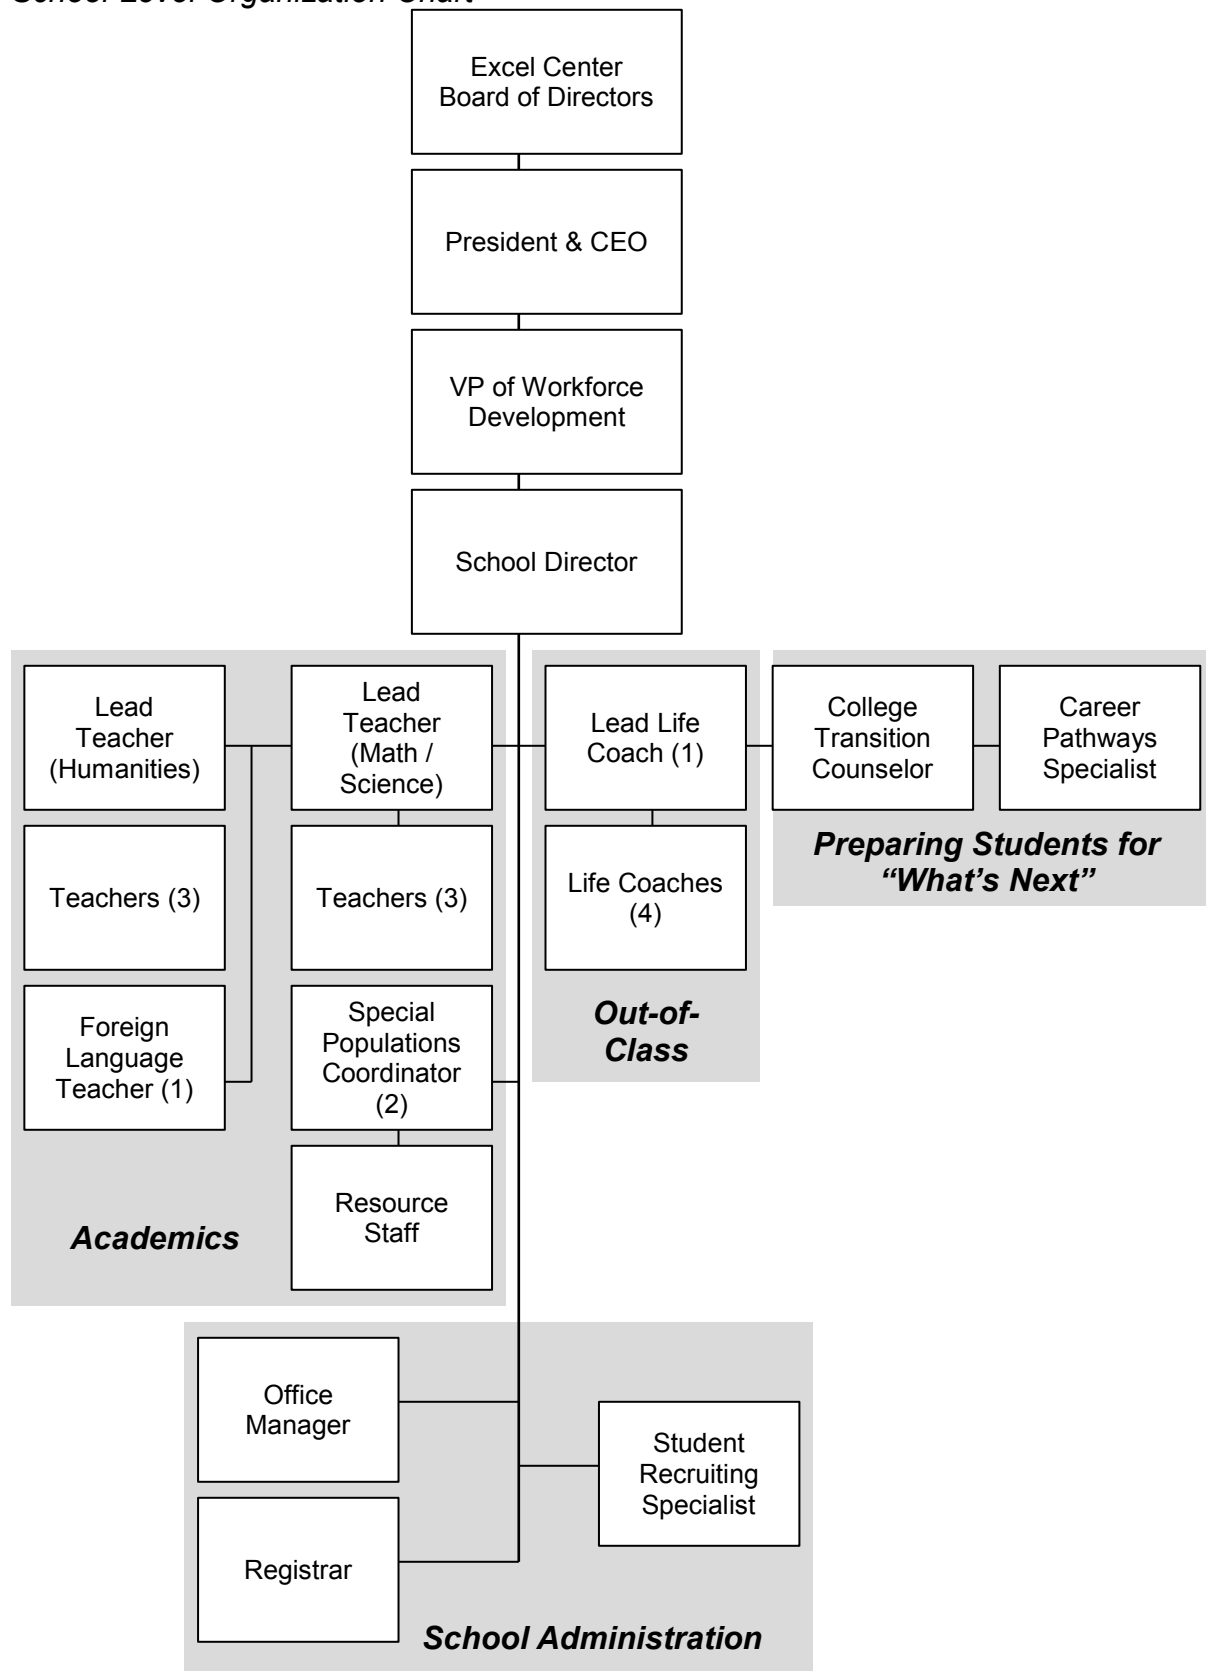 School Level Organization Chart
Excel Center
Board of Directors
President & CEO
VP of Workforce
Development
School Director
Lead
Teacher
(Humanities)
Lead
Teacher
(Math /
Science)
Lead Life
Coach (1)
College
Transition
Counselor
Career
Pathways
Specialist
Preparing Students for
“What’s Next”
Teachers (3)
Teachers (3)
Life Coaches
(4)
Foreign
Language
Teacher (1)
Special
Populations
Coordinator
(2)
Out-of-
Class
Resource
Staff
Academics
Office
Manager
Student
Recruiting
Specialist
Registrar
School Administration